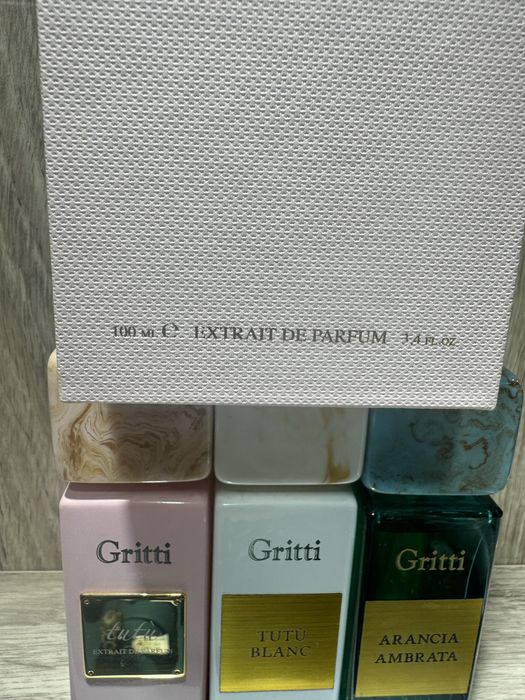 100 ML ℮ EXTRAIT DE PARFUM 3.4 FL.OZ
Gritti
Gritti
Gritti
tutù
EXTRAIT DE PARFUM
TUTÙ
BLANC
ARANCIA
AMBRATA